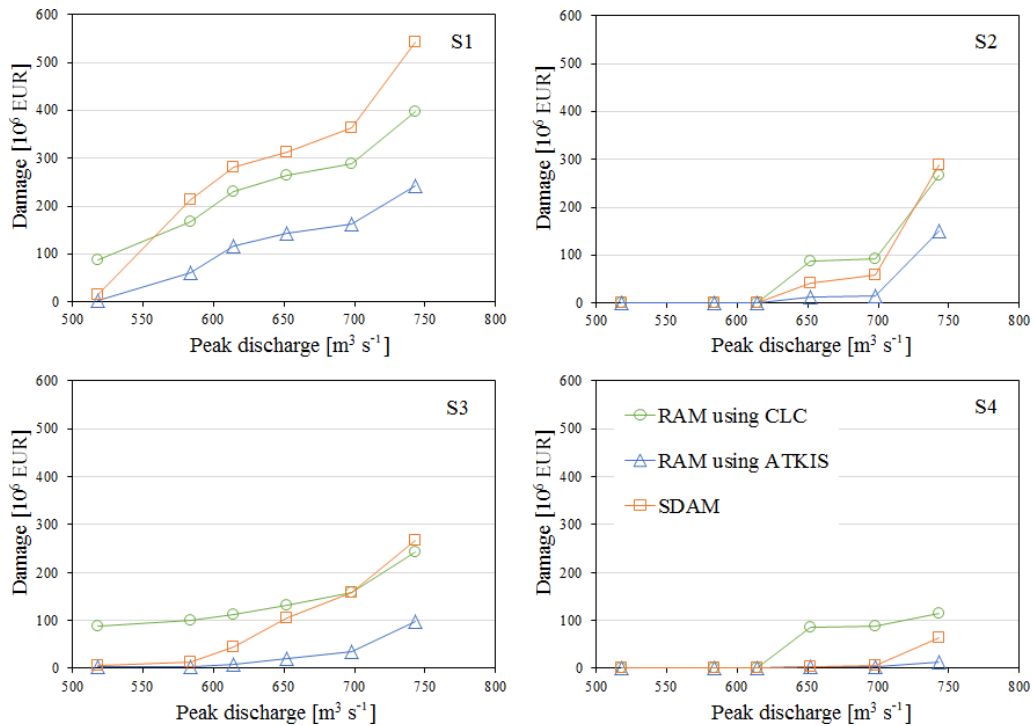 600
500
400
300
200
100
0
Damage [10⁶ EUR]
S1
500 550 600 650 700 750 800
Peak discharge [m³ s⁻¹]
600
500
400
300
200
100
0
Damage [10⁶ EUR]
S2
500 550 600 650 700 750 800
Peak discharge [m³ s⁻¹]
600
500
400
300
200
100
0
Damage [10⁶ EUR]
S3
500 550 600 650 700 750 800
Peak discharge [m³ s⁻¹]
600
500
400
300
200
100
0
Damage [10⁶ EUR]
S4
RAM using CLC
RAM using ATKIS
SDAM
500 550 600 650 700 750 800
Peak discharge [m³ s⁻¹]